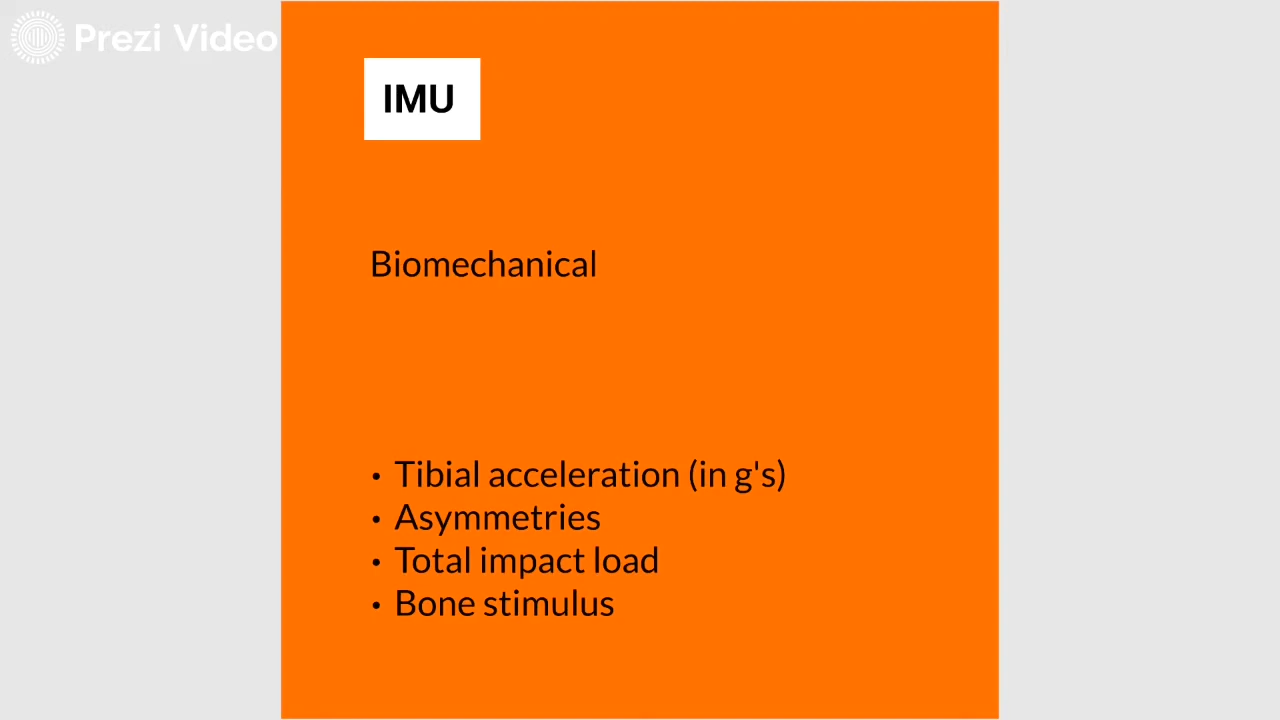 Prezi Video
IMU
Biomechanical
• Tibial acceleration (in g's)
• Asymmetries
• Total impact load
• Bone stimulus